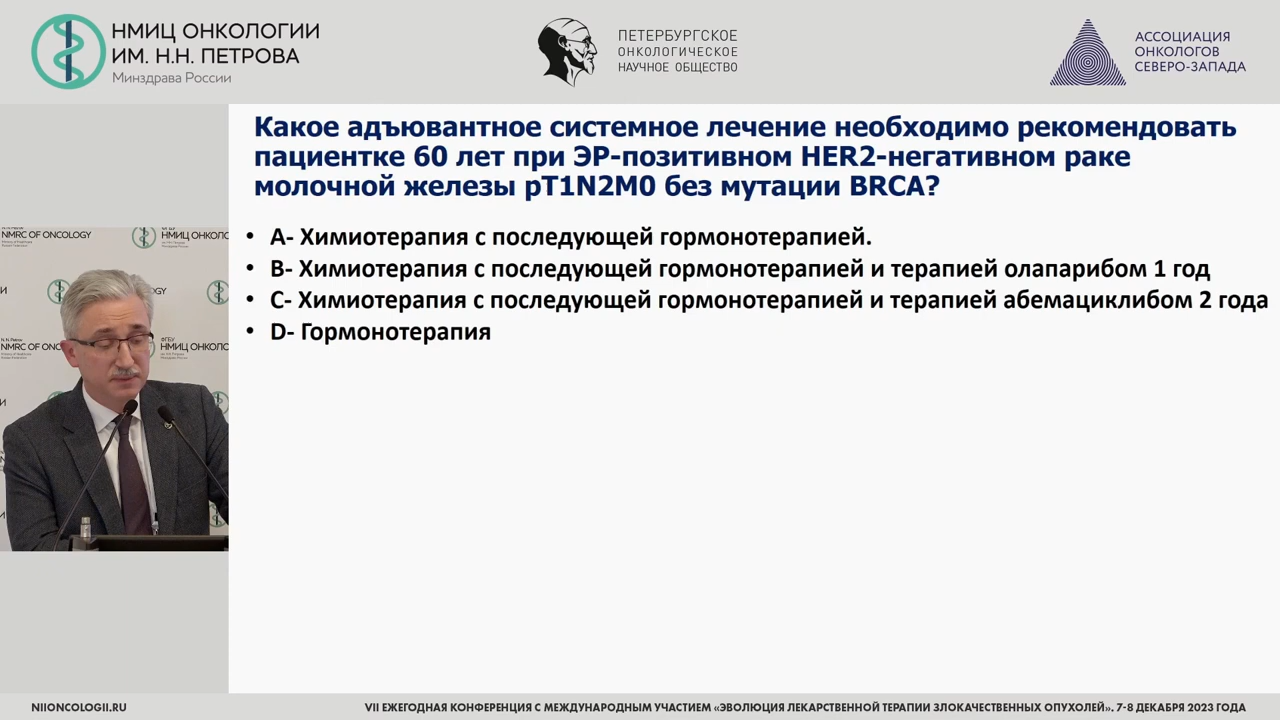 НМИЦ ОНКОЛОГИИ
ИМ. Н.Н. ПЕТРОВА
Минздрава России
ПЕТЕРБУРГСКОЕ
ОНКОЛОГИЧЕСКОЕ
НАУЧНОЕ ОБЩЕСТВО
АССОЦИАЦИЯ
ОНКОЛОГОВ
СЕВЕРО-ЗАПАДА
Какое адъювантное системное лечение необходимо рекомендовать
пациентке 60 лет при ЭР-позитивном HER2-негативном раке
молочной железы pT1N2M0 без мутации BRCA?
• A- Химиотерапия с последующей гормонотерапией.
• B- Химиотерапия с последующей гормонотерапией и терапией олапарибом 1 год
• C- Химиотерапия с последующей гормонотерапией и терапией абемациклибом 2 года
• D- Гормонотерапия
NMRC OF ONCOLOGY
NIIONCOLOGII.RU
VII ЕЖЕГОДНАЯ КОНФЕРЕНЦИЯ С МЕЖДУНАРОДНЫМ УЧАСТИЕМ «ЭВОЛЮЦИЯ ЛЕКАРСТВЕННОЙ ТЕРАПИИ ЗЛОКАЧЕСТВЕННЫХ ОПУХОЛЕЙ». 7-8 ДЕКАБРЯ 2023 ГОДА